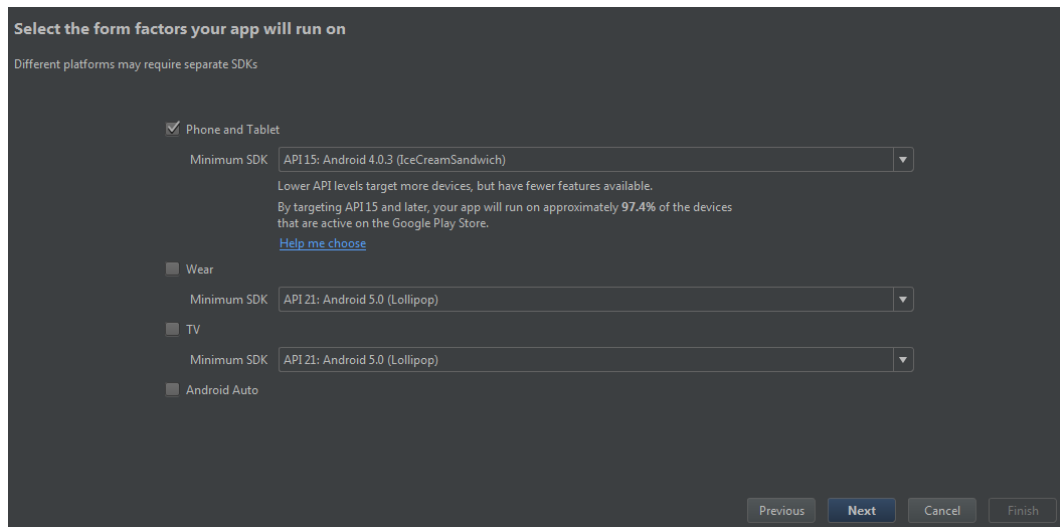 Select the form factors your app will run on
Different platforms may require separate SDKs
Phone and Tablet
Minimum SDK API 15: Android 4.0.3 (IceCreamSandwich)
Lower API levels target more devices, but have fewer features available.
By targeting API 15 and later, your app will run on approximately 97.4% of the devices
that are active on the Google Play Store.
Help me choose
Wear
Minimum SDK API 21: Android 5.0 (Lollipop)
TV
Minimum SDK API 21: Android 5.0 (Lollipop)
Android Auto
Previous Next Cancel Finish